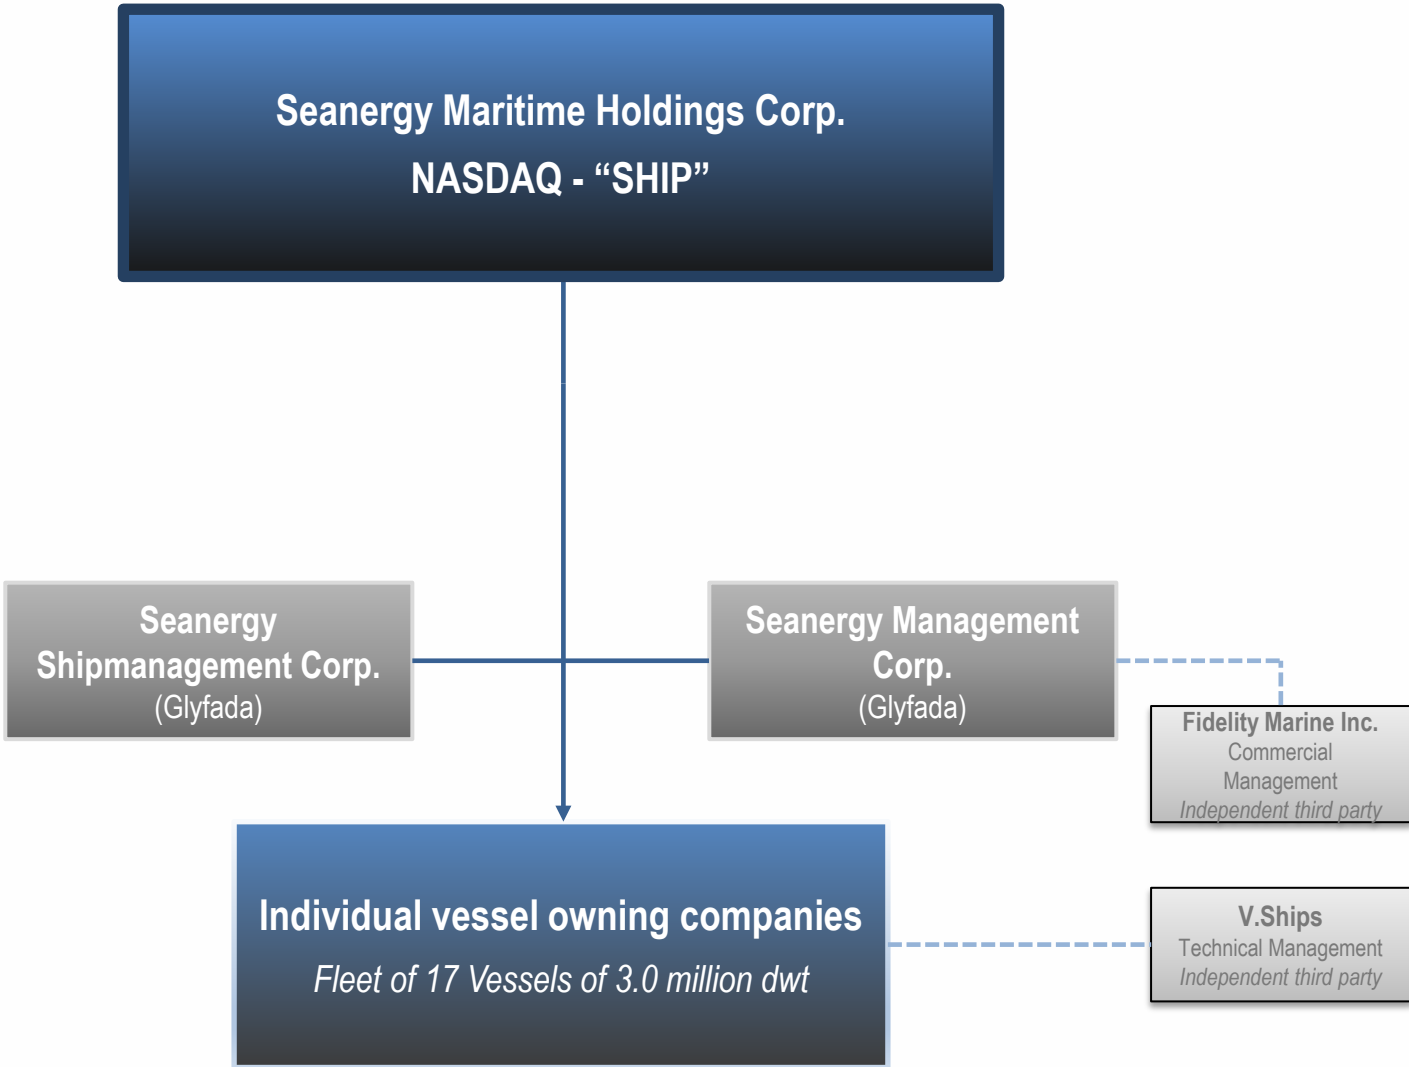 Seanergy Maritime Holdings Corp.
NASDAQ - “SHIP”
Seanergy
Shipmanagement Corp.
(Glyfada)
Seanergy Management
Corp.
(Glyfada)
Fidelity Marine Inc.
Commercial
Management
Independent third party
Individual vessel owning companies
Fleet of 17 Vessels of 3.0 million dwt
V.Ships
Technical Management
Independent third party